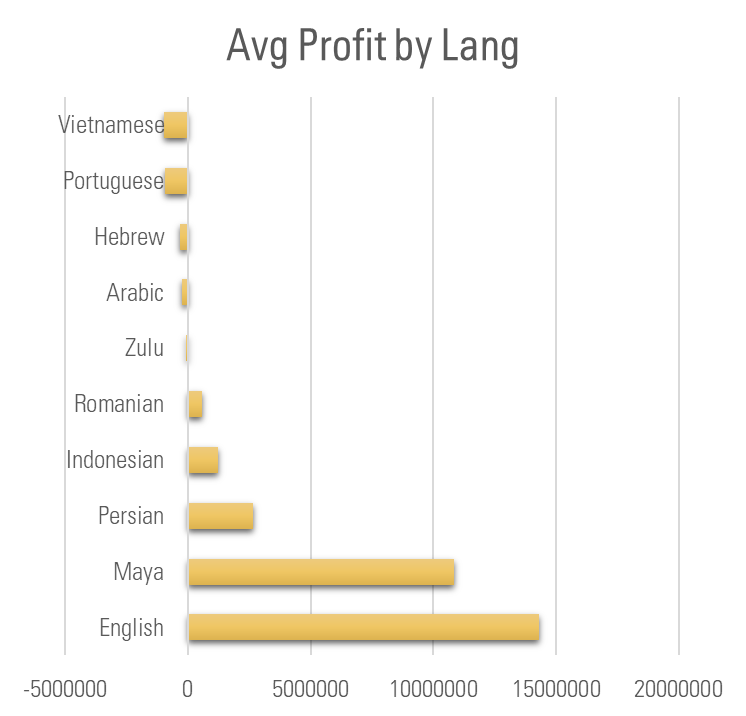 Avg Profit by Lang
Vietnamese
Portuguese
Hebrew
Arabic
Zulu
Romanian
Indonesian
Persian
Maya
English
-5000000 0 5000000 10000000 15000000 20000000